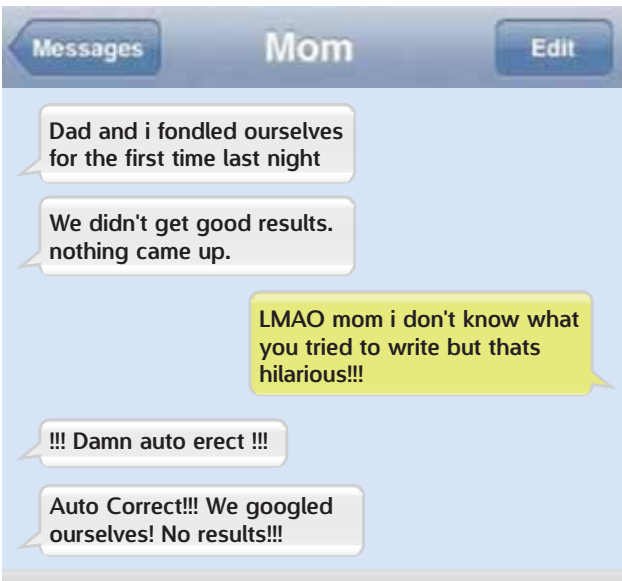 Messages Mom Edit
Dad and i fondled ourselves
for the first time last night
We didn't get good results.
nothing came up.
LMAO mom i don't know what
you tried to write but thats
hilarious!!!
!!! Damn auto erect !!!
Auto Correct!!! We googled
ourselves! No results!!!